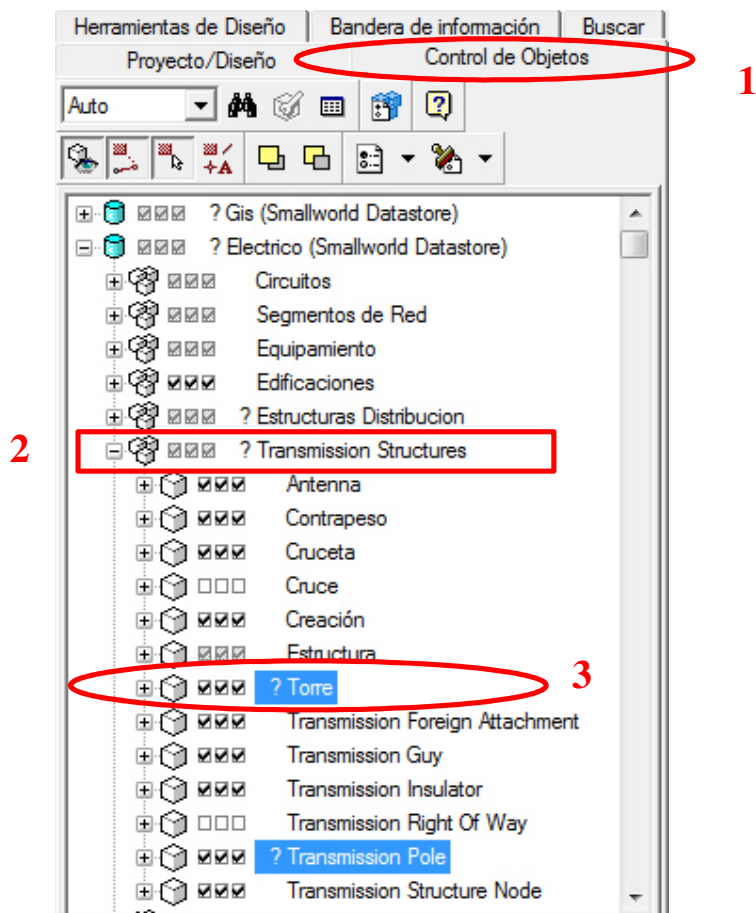 Herramientas de Diseño Bandera de información Buscar
Proyecto/Diseño Control de Objetos
1
Auto
A
? Gis (Smallworld Datastore)
? Electrico (Smallworld Datastore)
Circuitos
Segmentos de Red
Equipamiento
Edificaciones
? Estructuras Distribucion
2 ? Transmission Structures
Antenna
Contrapeso
Cruceta
Cruce
Creación
Estructura
? Torre 3
Transmission Foreign Attachment
Transmission Guy
Transmission Insulator
Transmission Right Of Way
? Transmission Pole
Transmission Structure Node